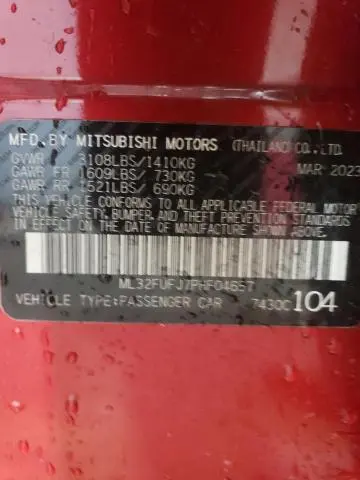 MFD.BY MITSUBISHI MOTORS (THAILAND)CO.,LTD.
GVWR 3108LBS/1410KG MAR 2023
GAWR FR 1609LBS/ 730KG
GAWR RR 1521LBS/ 690KG
THIS VEHICLE CONFORMS TO ALL APPLICABLE FEDERAL MOTOR
VEHICLE SAFETY, BUMPER, AND THEFT PREVENTION STANDARDS
IN EFFECT ON THE DATE OF MANUFACTURE SHOWN ABOVE.
ML32FUFJ7PHF04657
VEHICLE TYPE:PASSENGER CAR 743QC 104